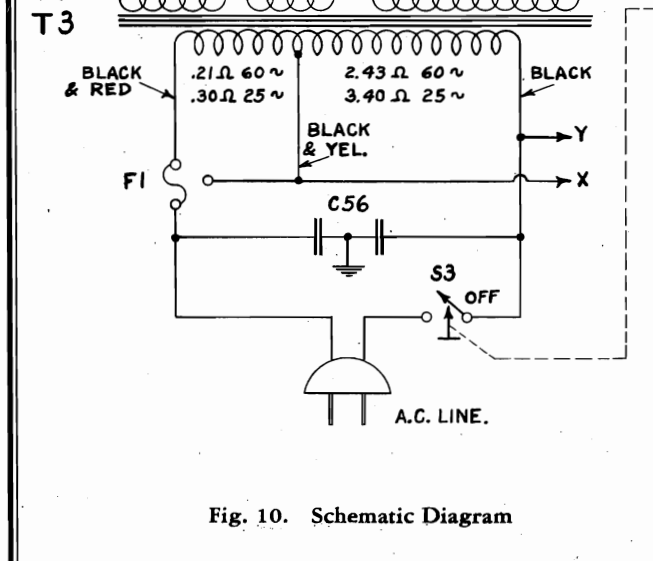 T3
BLACK
& RED
.21Ω 60~
.30Ω 25~
2.43 Ω 60~
3.40 Ω 25~
BLACK
BLACK
& YEL.
Y
F1
X
C56
S3
OFF
A.C. LINE.
Fig. 10. Schematic Diagram